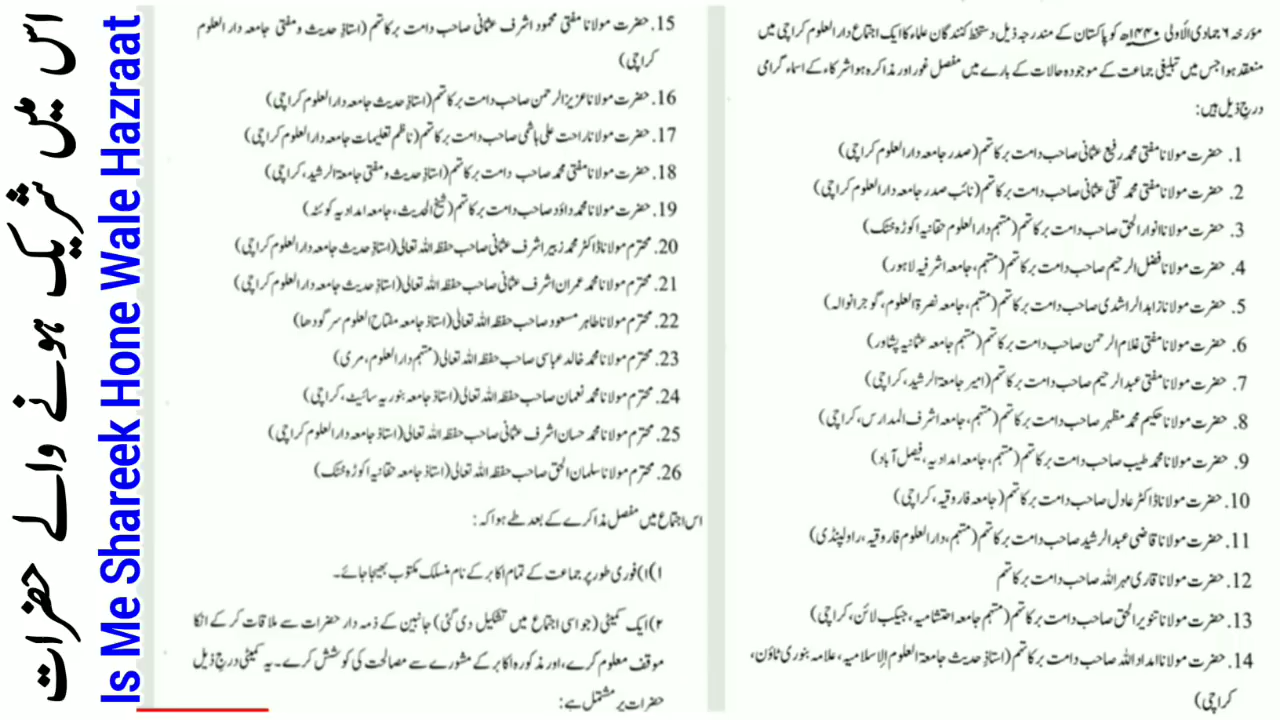 اس میں شریک ہونے والے حضرات
Is Me Shareek Hone Wale Hazraat
مؤرخہ ۶ جمادی الاُولیٰ ۱۴۴۰ھ کو پاکستان کے مندرجہ ذیل دستخط کنندگان علماء کا ایک اجتماع دارالعلوم کراچی میں
منعقد ہوا جس میں تبلیغی جماعت کے موجودہ حالات کے بارے میں مفصل غور اور مذاکرہ ہوا شرکاء کے اسماء گرامی
درج ذیل ہیں:
1. حضرت مولانا مفتی محمد رفیع عثمانی صاحب دامت برکاتہم (صدر جامعہ دارالعلوم کراچی)
2. حضرت مولانا مفتی محمد تقی عثمانی صاحب دامت برکاتہم (نائب صدر جامعہ دارالعلوم کراچی)
3. حضرت مولانا انوار الحق صاحب دامت برکاتہم (مہتمم دارالعلوم حقانیہ اکوڑہ خٹک)
4. حضرت مولانا فضل الرحیم صاحب دامت برکاتہم (مہتمم، جامعہ اشرفیہ لاہور)
5. حضرت مولانا زاہد الراشدی صاحب دامت برکاتہم (مہتمم، جامعہ نصرۃ العلوم، گوجرانوالہ)
6. حضرت مولانا مفتی غلام الرحمن صاحب دامت برکاتہم (مہتمم جامعہ عثمانیہ پشاور)
7. حضرت مولانا مفتی عبد الرحیم صاحب دامت برکاتہم (امیر جامعۃ الرشید، کراچی)
8. حضرت مولانا حکیم محمد مظہر صاحب دامت برکاتہم (مہتمم، جامعہ اشرف المدارس، کراچی)
9. حضرت مولانا محمد طیب صاحب دامت برکاتہم (مہتمم، جامعہ امدادیہ، فیصل آباد)
10. حضرت مولانا ڈاکٹر عادل صاحب دامت برکاتہم (جامعہ فاروقیہ، کراچی)
11. حضرت مولانا قاضی عبد الرشید صاحب دامت برکاتہم (مہتمم، دارالعلوم فاروقیہ، راولپنڈی)
12. حضرت مولانا قاری مہر اللہ صاحب دامت برکاتہم
13. حضرت مولانا تنویر الحق صاحب دامت برکاتہم (مہتمم جامعہ احتشامیہ، جیکب لائن، کراچی)
14. حضرت مولانا امداد اللہ صاحب دامت برکاتہم (استاذِ حدیث جامعۃ العلوم الاسلامیہ، علامہ بنوری ٹاؤن،
کراچی)
15. حضرت مولانا مفتی محمود اشرف عثمانی صاحب دامت برکاتہم (استاذِ حدیث و مفتی جامعہ دار العلوم
کراچی)
16. حضرت مولانا عزیز الرحمن صاحب دامت برکاتہم (استاذِ حدیث جامعہ دارالعلوم کراچی)
17. حضرت مولانا راحت علی ہاشمی صاحب دامت برکاتہم (ناظم تعلیمات جامعہ دارالعلوم کراچی)
18. حضرت مولانا مفتی محمد صاحب دامت برکاتہم (استاذِ حدیث و مفتی جامعۃ الرشید، کراچی)
19. حضرت مولانا محمد داؤد صاحب دامت برکاتہم (شیخ الحدیث، جامعہ امدادیہ کوئٹہ)
20. محترم مولانا ڈاکٹر محمد زبیر اشرف عثمانی صاحب حفظہ اللہ تعالی (استاذِ حدیث جامعہ دارالعلوم کراچی)
21. محترم مولانا محمد عمران اشرف عثمانی صاحب حفظہ اللہ تعالی (استاذِ حدیث جامعہ دارالعلوم کراچی)
22. محترم مولانا طاہر مسعود صاحب حفظہ اللہ تعالی (استاذ جامعہ مفتاح العلوم سرگودھا)
23. محترم مولانا محمد خالد عباسی صاحب حفظہ اللہ تعالی (مہتمم دارالعلوم، مری)
24. محترم مولانا محمد نعمان صاحب حفظہ اللہ تعالی (استاذ جامعہ بنوریہ سائیٹ، کراچی)
25. محترم مولانا محمد حسان اشرف عثمانی صاحب حفظہ اللہ تعالی (استاذ جامعہ دارالعلوم کراچی)
26. محترم مولانا سلمان الحق صاحب حفظہ اللہ تعالی (استاذ جامعہ حقانیہ اکوڑہ خٹک)
اس اجتماع میں مفصل مذاکرے کے بعد طے ہوا کہ:
۱)۱) فوری طور پر جماعت کے تمام اکابر کے نام منسلک مکتوب بھیجا جائے۔
۲) ایک کمیٹی (جو اسی اجتماع میں تشکیل دی گئی) جانبین کے ذمہ دار حضرات سے ملاقات کر کے انکا
موقف معلوم کرے، اور مذکورہ اکابر کے مشورے سے مصالحت کی کوشش کرے۔ یہ کمیٹی درج ذیل
حضرات پر مشتمل ہے: